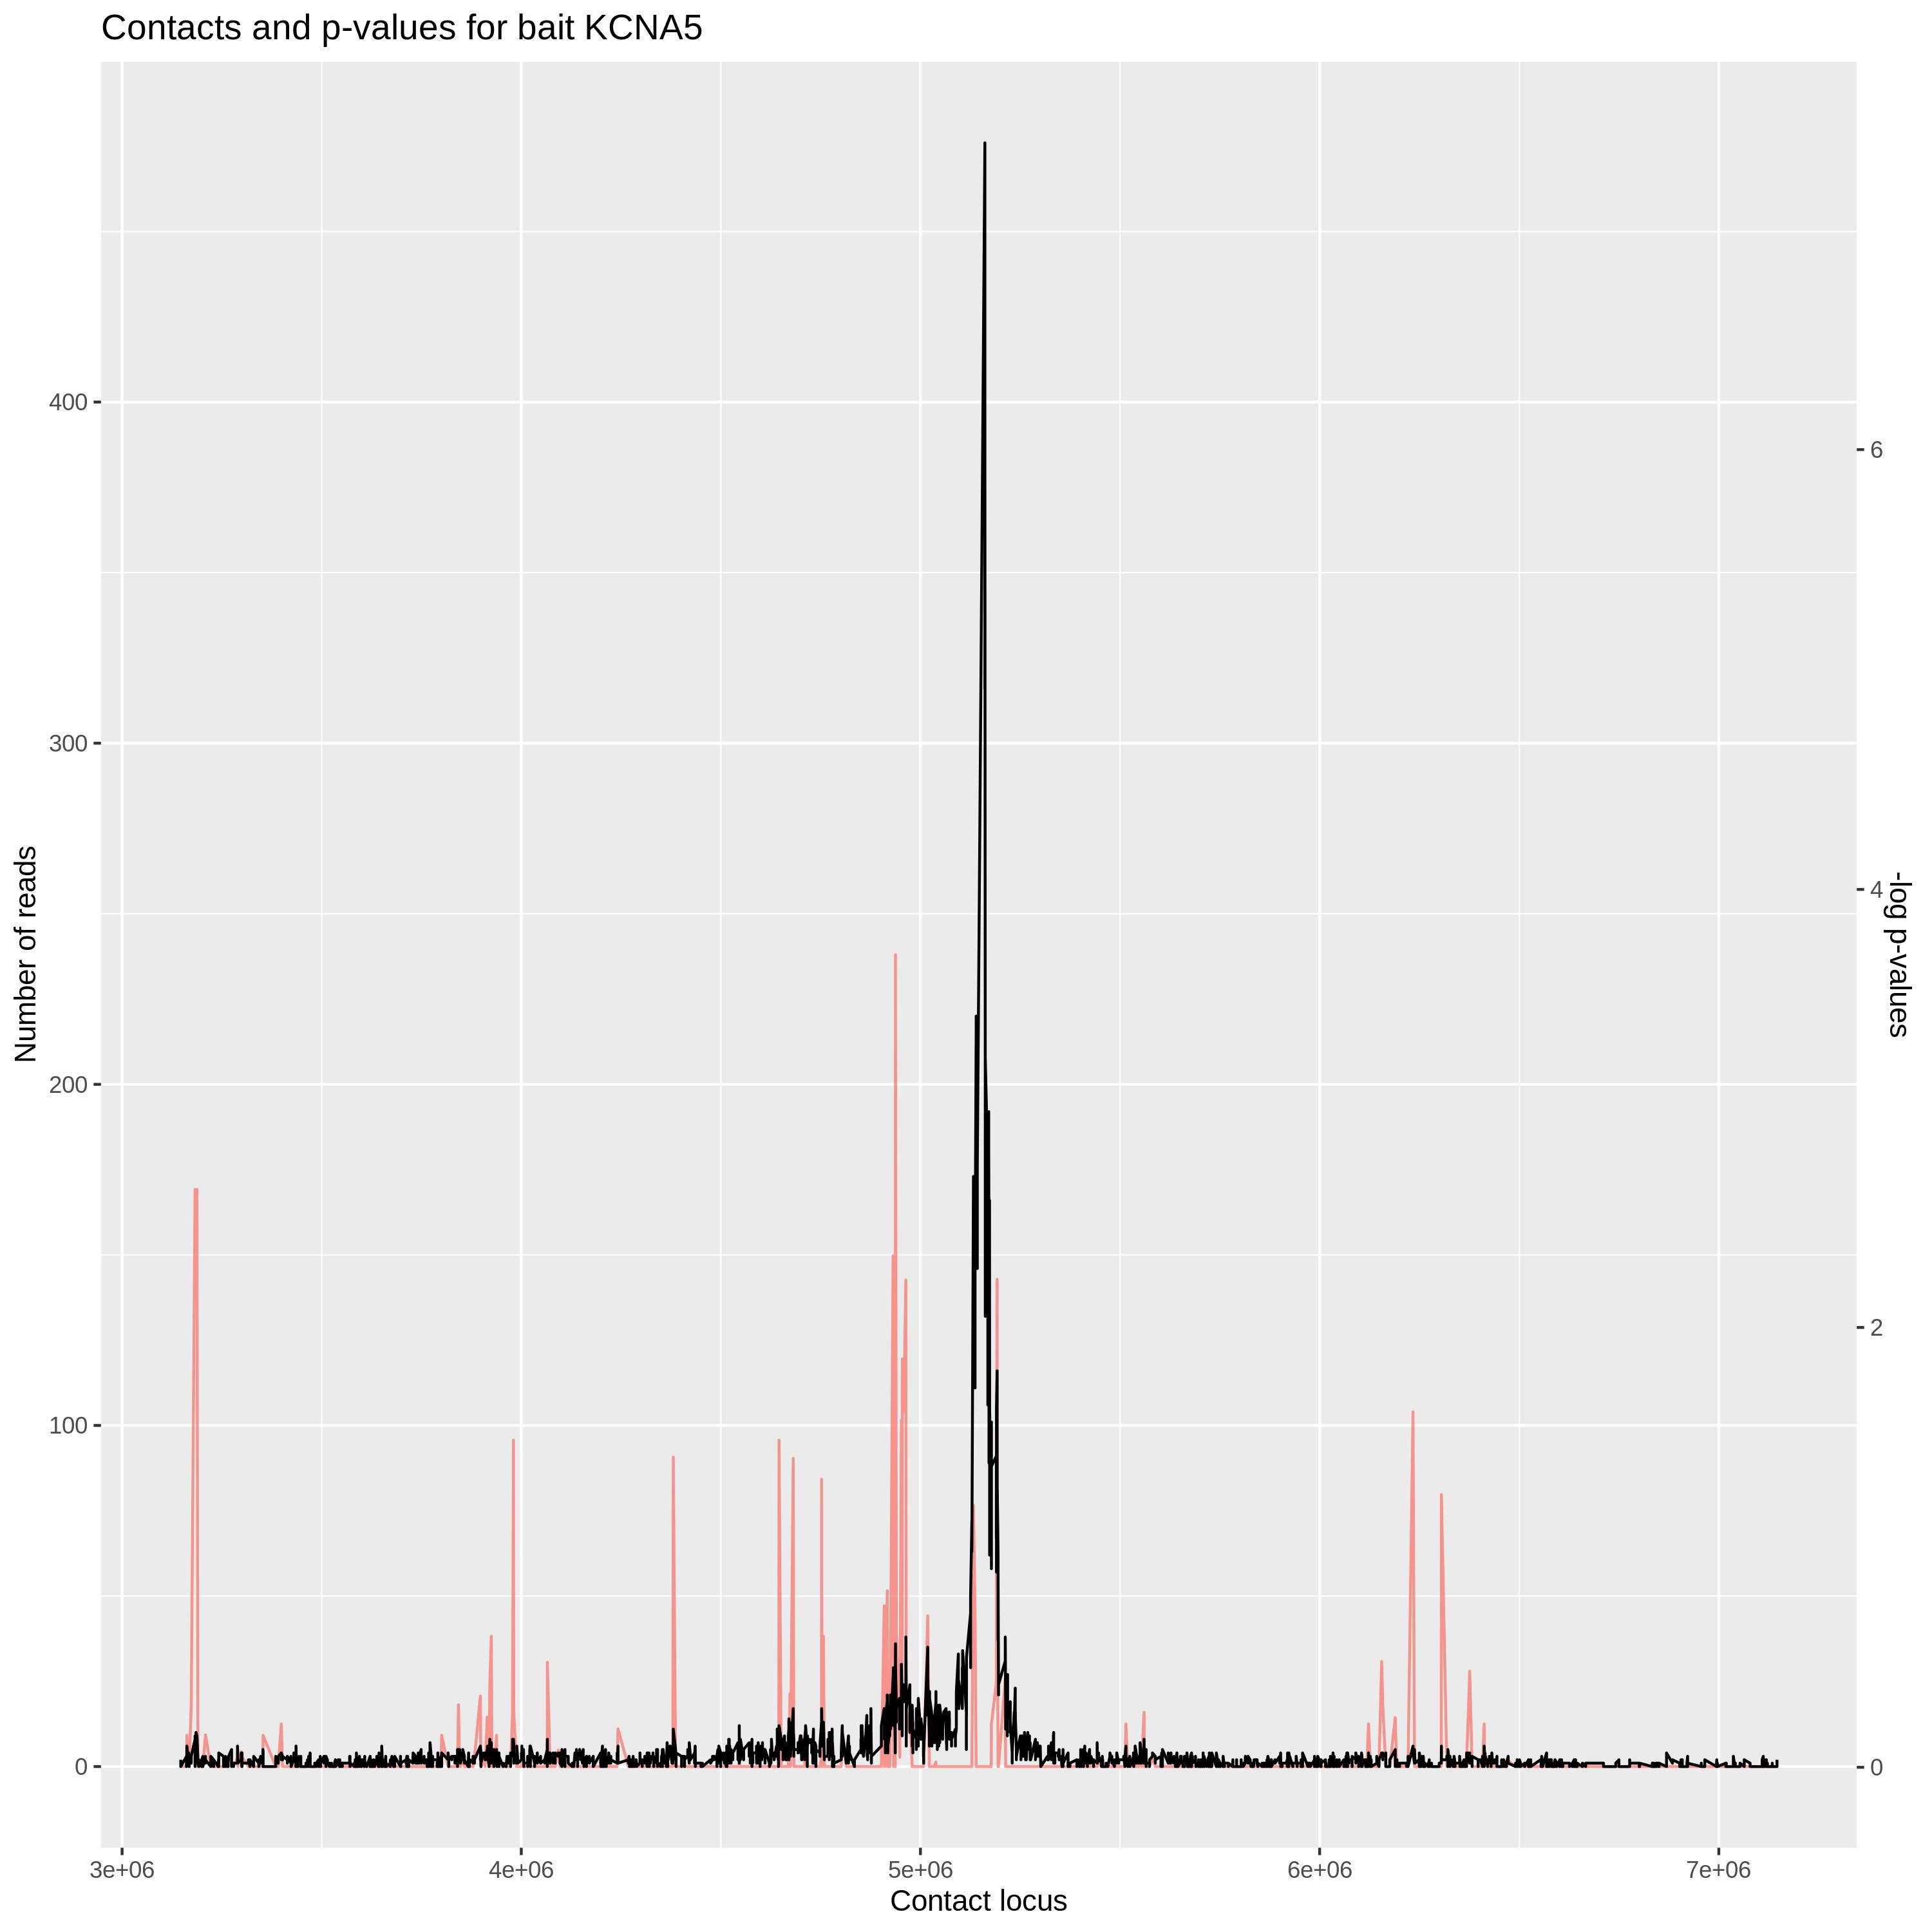 Contacts and p-values for bait KCNA5
400
300
200
100
0
Number of reads
6
4
2
0
-log p-values
3e+06
4e+06
5e+06
6e+06
7e+06
Contact locus